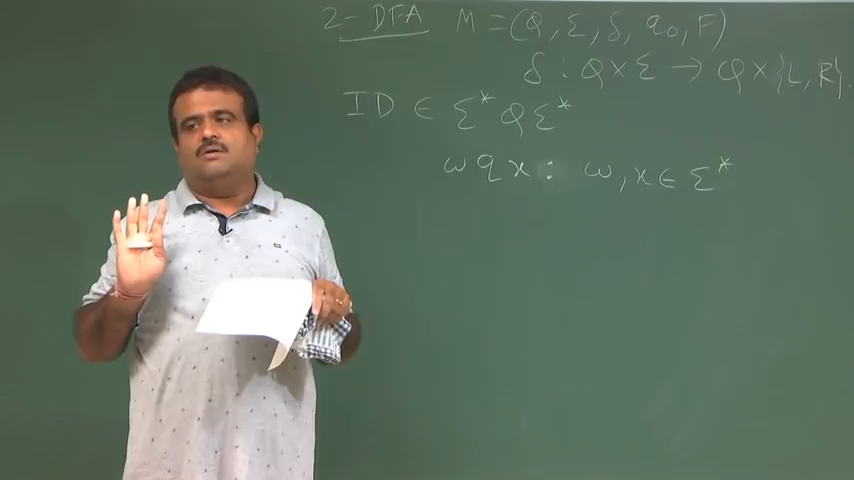 2-DFA M = (Q, Σ, δ, q₀, F)
δ : Q × Σ → Q × {L, R}.
ID ∈ Σ* Q Σ*
ω q x : ω, x ∈ Σ*